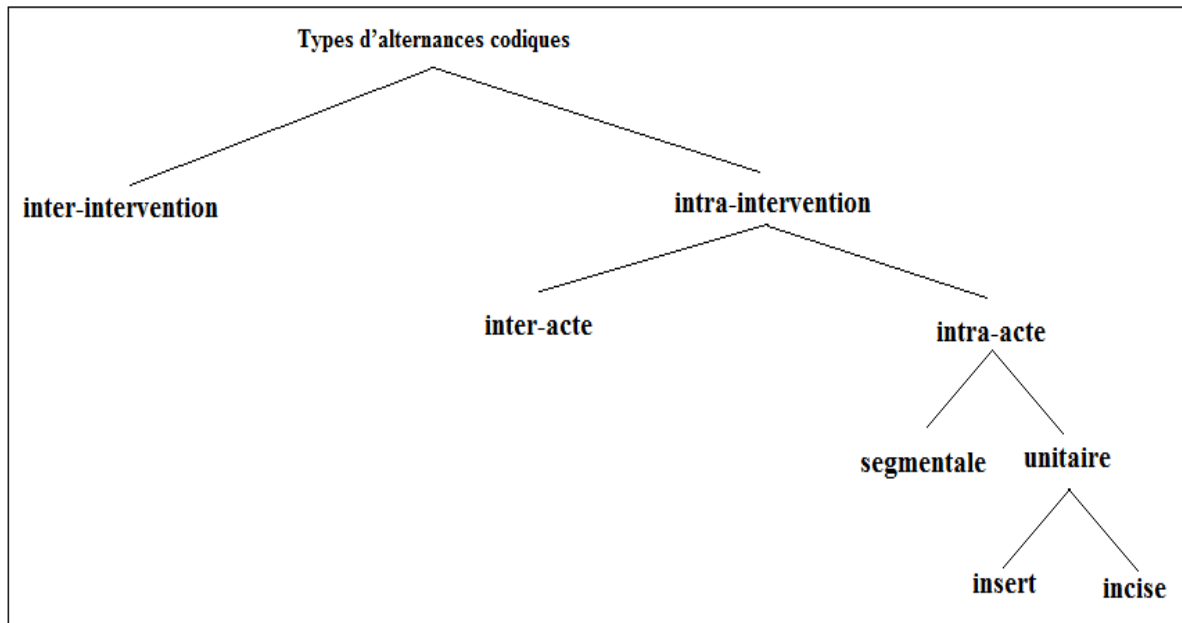 Types d'alternances codiques
inter-intervention
intra-intervention
inter-acte
intra-acte
segmentale
unitaire
insert
incise